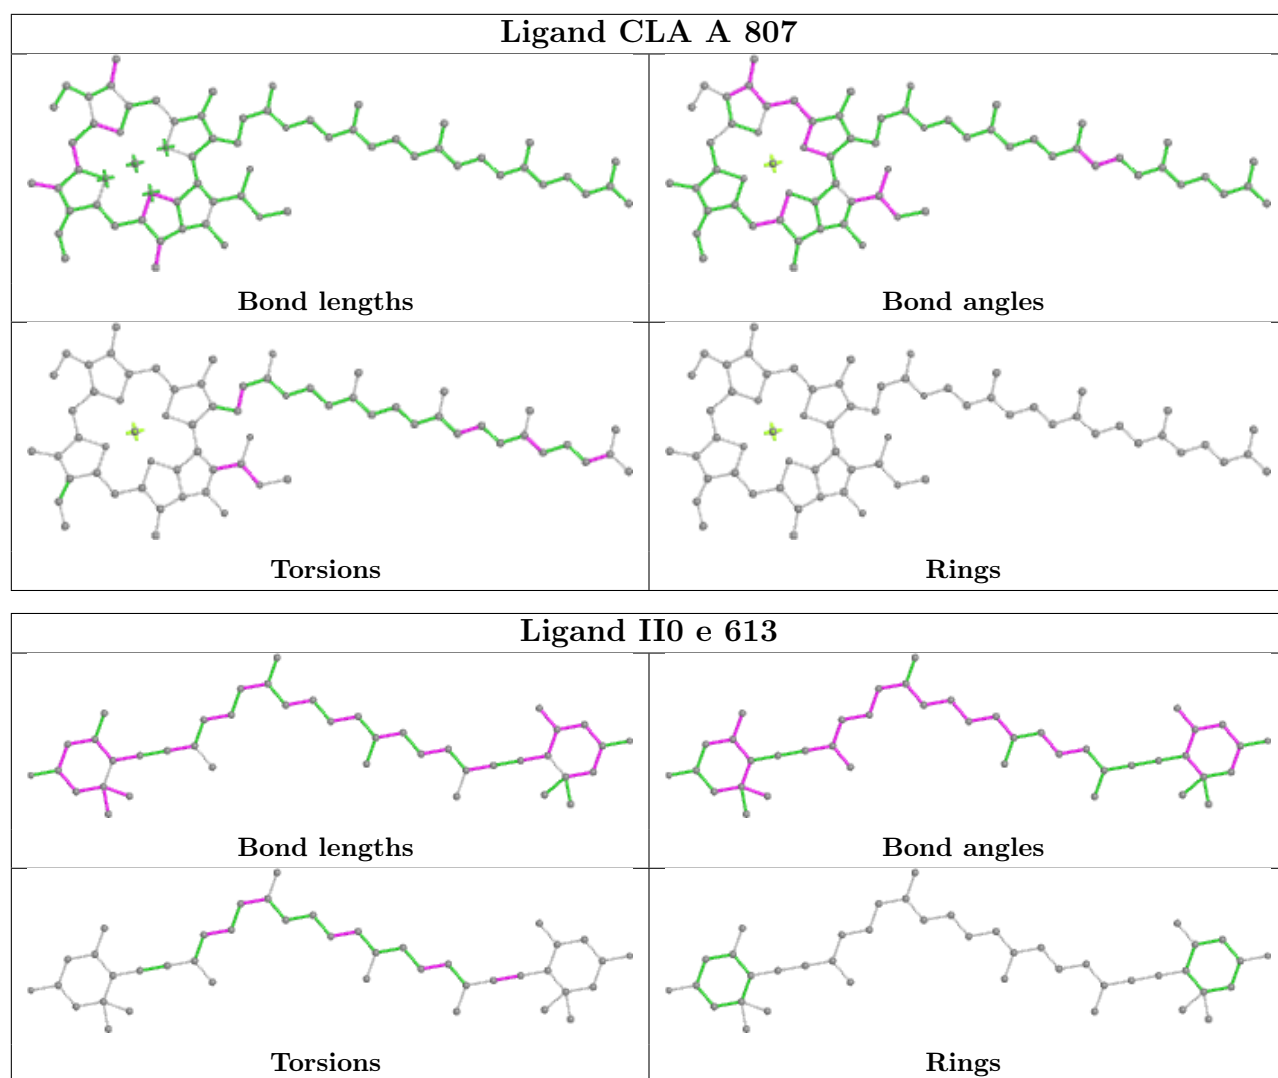 Ligand CLA A 807
Bond lengths
Bond angles
Torsions
Rings
Ligand II0 e 613
Bond lengths
Bond angles
Torsions
Rings